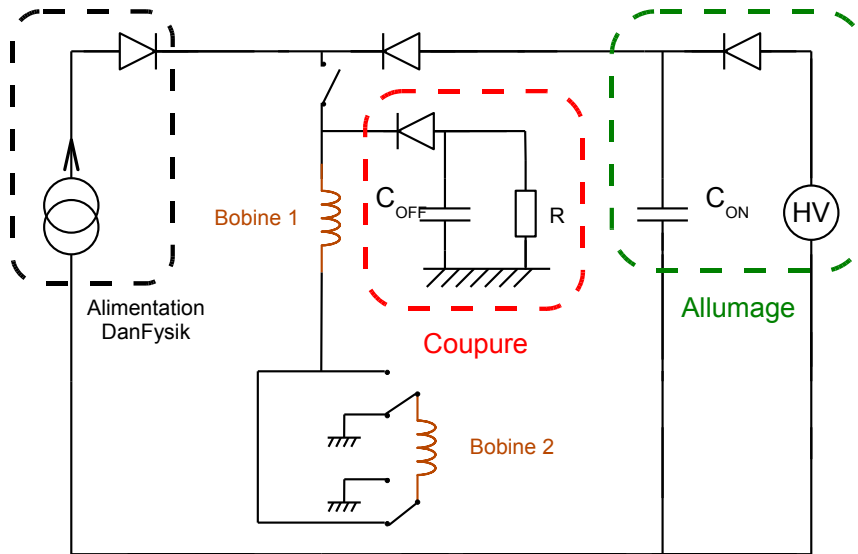 Bobine 1
C_OFF
R
C_ON
HV
Alimentation
DanFysik
Coupure
Allumage
Bobine 2